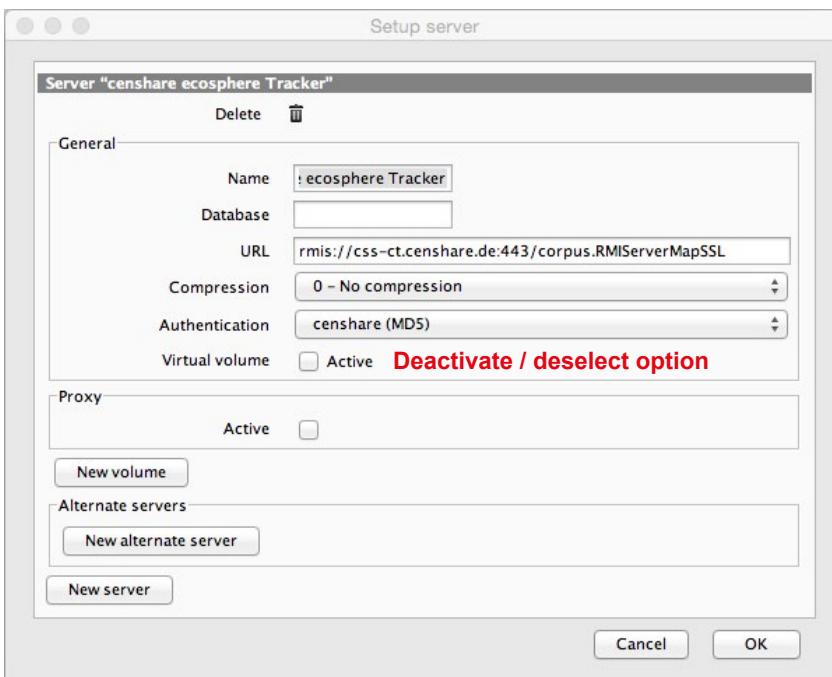 Setup server
Server “censhare ecosphere Tracker”
Delete
General
Name ecosphere Tracker
Database
URL rmis://css-ct.censhare.de:443/corpus.RMIServerMapSSL
Compression 0 – No compression
Authentication censhare (MD5)
Virtual volume Active Deactivate / deselect option
Proxy
Active
New volume
Alternate servers
New alternate server
New server
Cancel OK